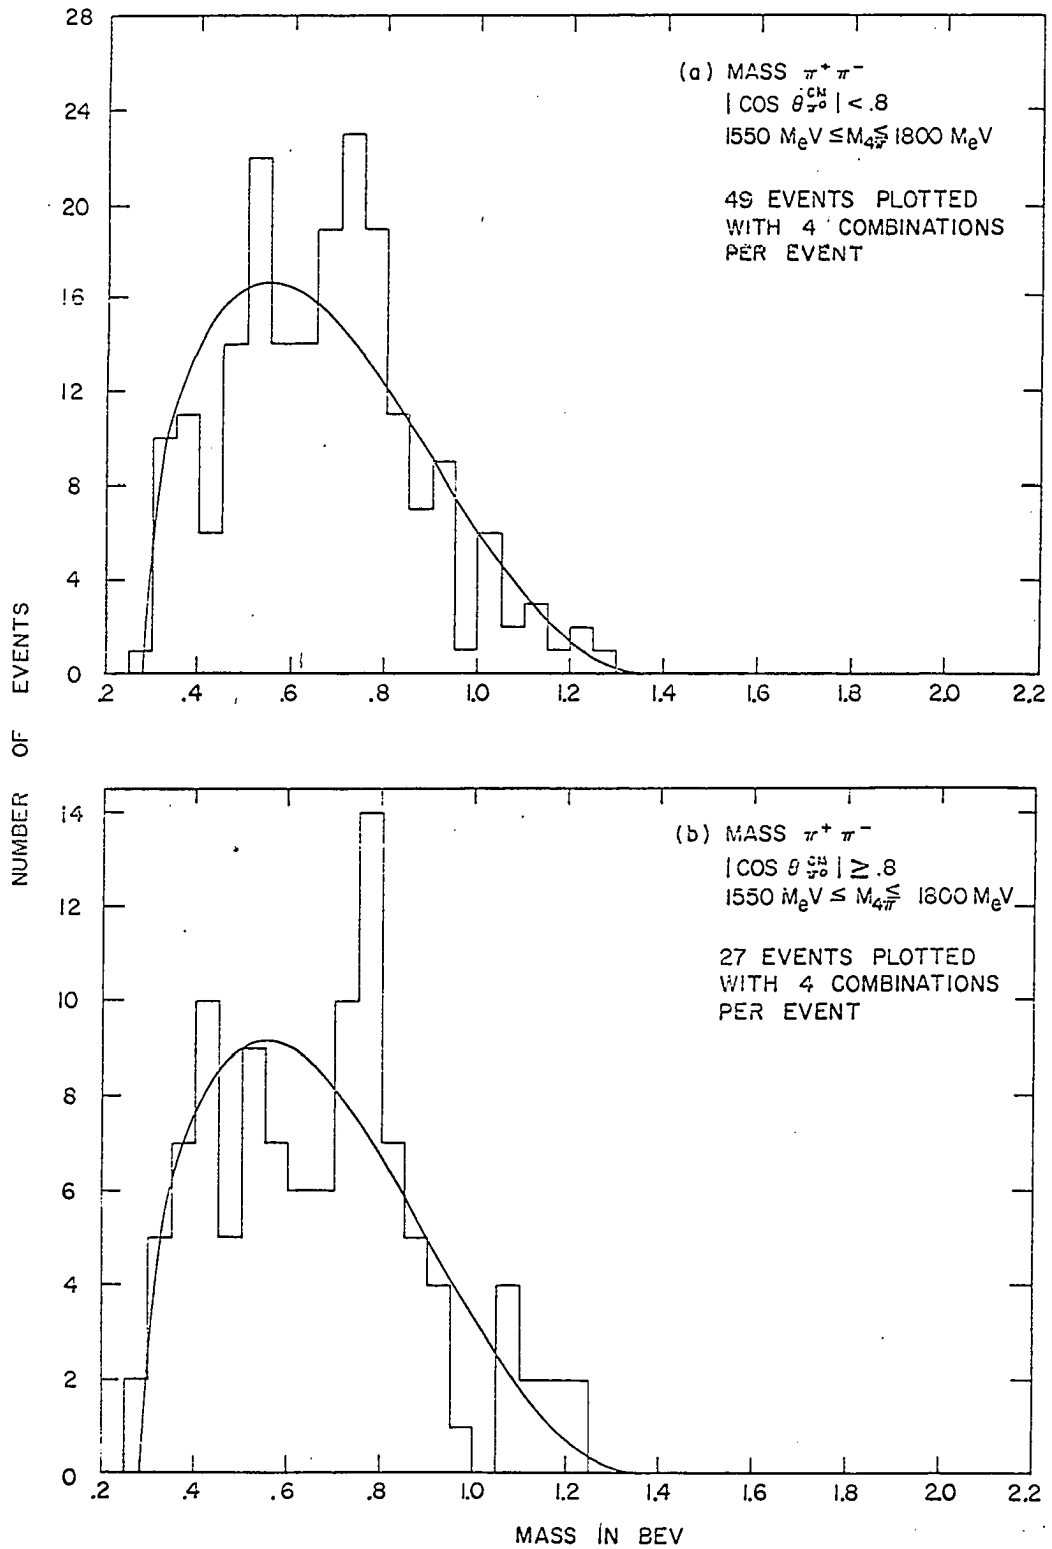 28
24
20
16
12
8
4
0
(a) MASS π⁺ π⁻
| COS θ CM π⁰ | < .8
1550 MeV ≤ M4π ≤ 1800 MeV
49 EVENTS PLOTTED
WITH 4 COMBINATIONS
PER EVENT
.2 .4 .6 .8 1.0 1.2 1.4 1.6 1.8 2.0 2.2
NUMBER OF EVENTS
14
12
10
8
6
4
2
0
(b) MASS π⁺ π⁻
| COS θ CM π⁰ | ≥ .8
1550 MeV ≤ M4π ≤ 1800 MeV
27 EVENTS PLOTTED
WITH 4 COMBINATIONS
PER EVENT
.2 .4 .6 .8 1.0 1.2 1.4 1.6 1.8 2.0 2.2
MASS IN BEV